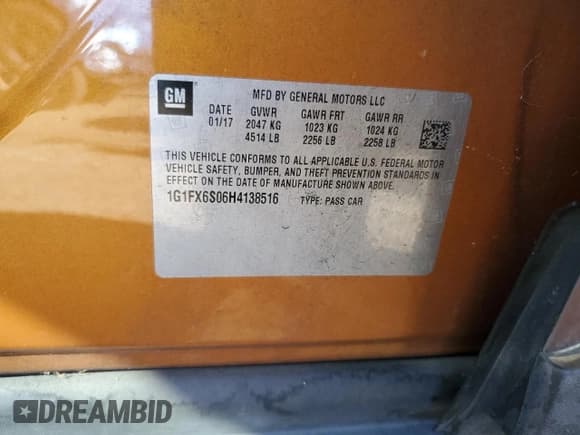 GM
MFD BY GENERAL MOTORS LLC
DATE GVWR GAWR FRT GAWR RR
01/17 2047 KG 1023 KG 1024 KG
4514 LB 2256 LB 2258 LB
THIS VEHICLE CONFORMS TO ALL APPLICABLE U.S. FEDERAL MOTOR
VEHICLE SAFETY, BUMPER, AND THEFT PREVENTION STANDARDS IN
EFFECT ON THE DATE OF MANUFACTURE SHOWN ABOVE.
1G1FX6S06H4138516 TYPE: PASS CAR
DREAMBID